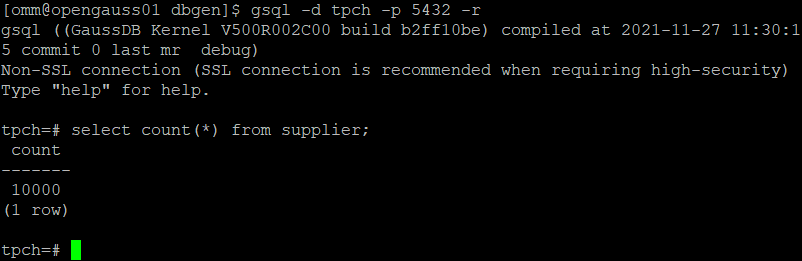 [omm@opengauss01 dbgen]$ gsql -d tpch -p 5432 -r
gsql ((GaussDB Kernel V500R002C00 build b2ff10be) compiled at 2021-11-27 11:30:1
5 commit 0 last mr  debug)
Non-SSL connection (SSL connection is recommended when requiring high-security)
Type "help" for help.

tpch=# select count(*) from supplier;
 count
-------
 10000
(1 row)

tpch=#